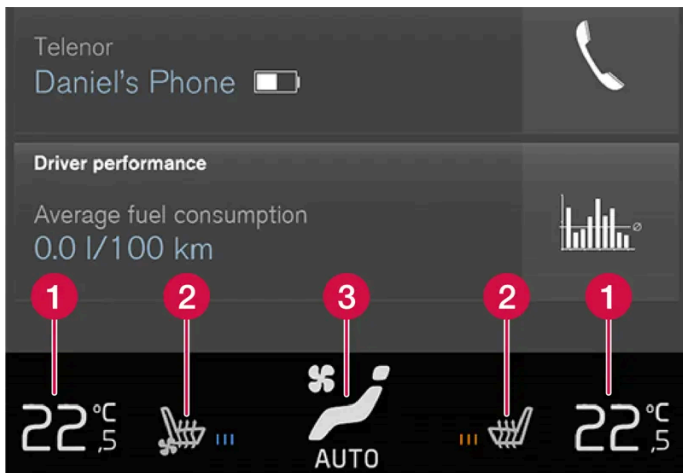 Telenor
Daniel's Phone
Driver performance
Average fuel consumption
0.0 l/100 km
1 2 3 2 1
22,5 °C AUTO 22,5 °C